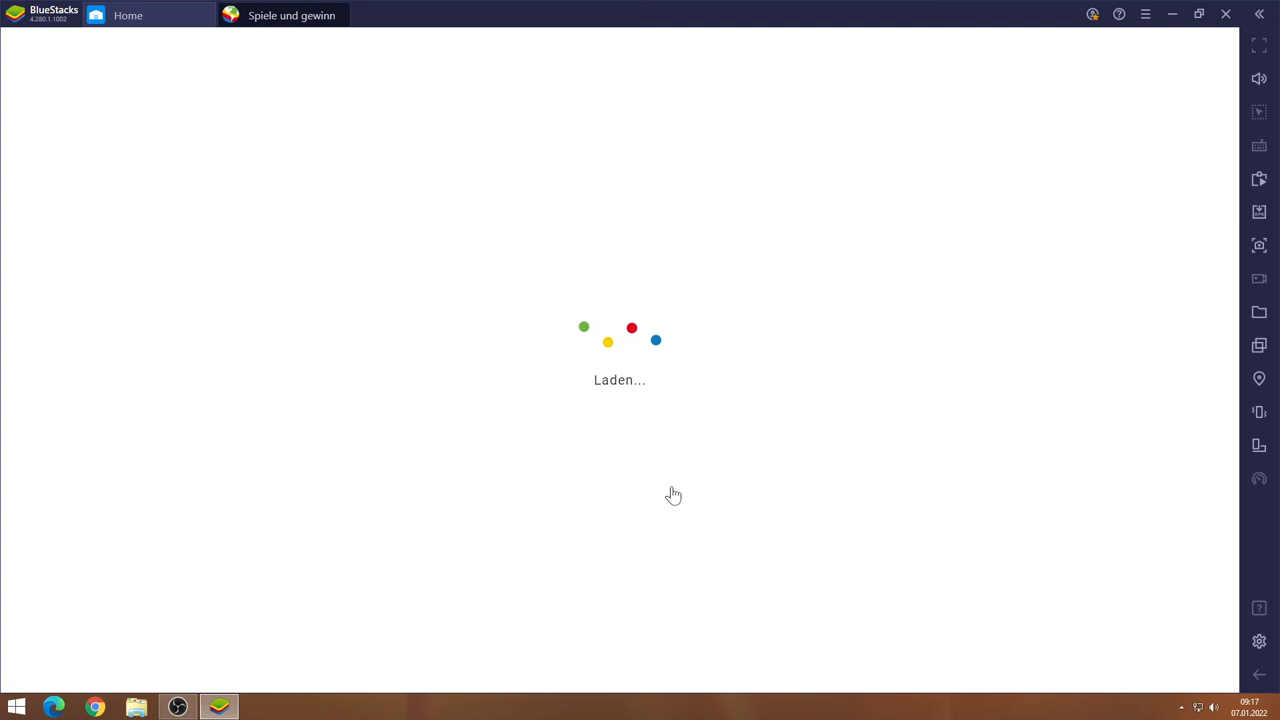 BlueStacks
4.280.1.1002
Home
Spiele und gewinn
Laden...
09:17
07.01.2022